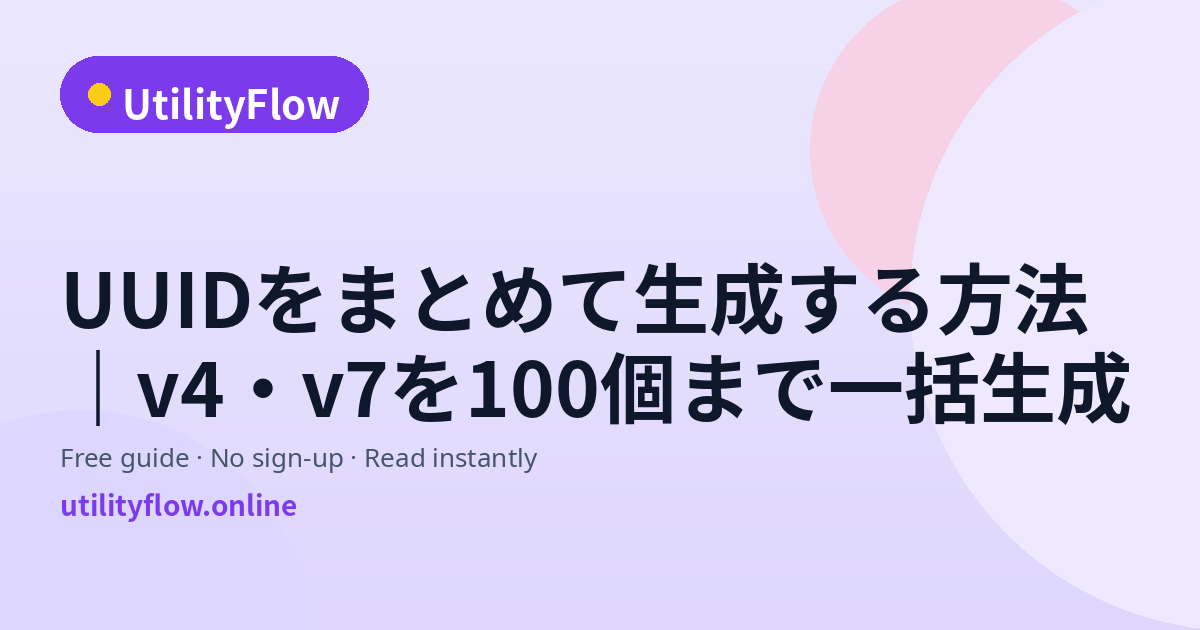 UtilityFlow
UUIDをまとめて生成する方法
｜v4・v7を100個まで一括生成
Free guide · No sign-up · Read instantly
utilityflow.online